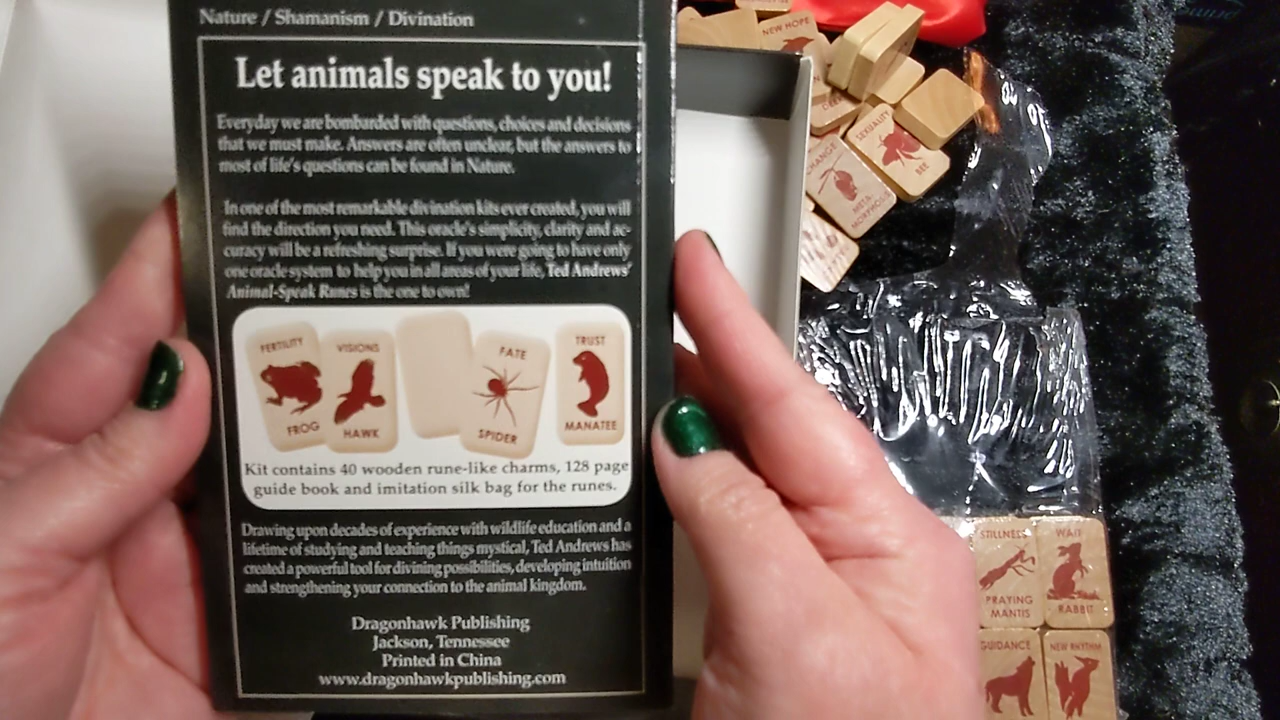 Nature / Shamanism / Divination
Let animals speak to you!
Everyday we are bombarded with questions, choices and decisions
that we must make. Answers are often unclear, but the answers to
most of life's questions can be found in Nature.
In one of the most remarkable divination kits ever created, you will
find the direction you need. This oracle's simplicity, clarity and ac-
curacy will be a refreshing surprise. If you were going to have only
one oracle system to help you in all areas of your life, Ted Andrews'
Animal-Speak Runes is the one to own!
FERTILITY
FROG
VISIONS
HAWK
FATE
SPIDER
TRUST
MANATEE
Kit contains 40 wooden rune-like charms, 128 page
guide book and imitation silk bag for the runes.
Drawing upon decades of experience with wildlife education and a
lifetime of studying and teaching things mystical, Ted Andrews has
created a powerful tool for divining possibilities, developing intuition
and strengthening your connection to the animal kingdom.
Dragonhawk Publishing
Jackson, Tennessee
Printed in China
www.dragonhawkpublishing.com
NEW HOPE
SEXUALITY
BEE
CHANGE
META-
MORPHOSIS
STILLNESS
PRAYING
MANTIS
WAIT
RABBIT
GUIDANCE
NEW RHYTHM